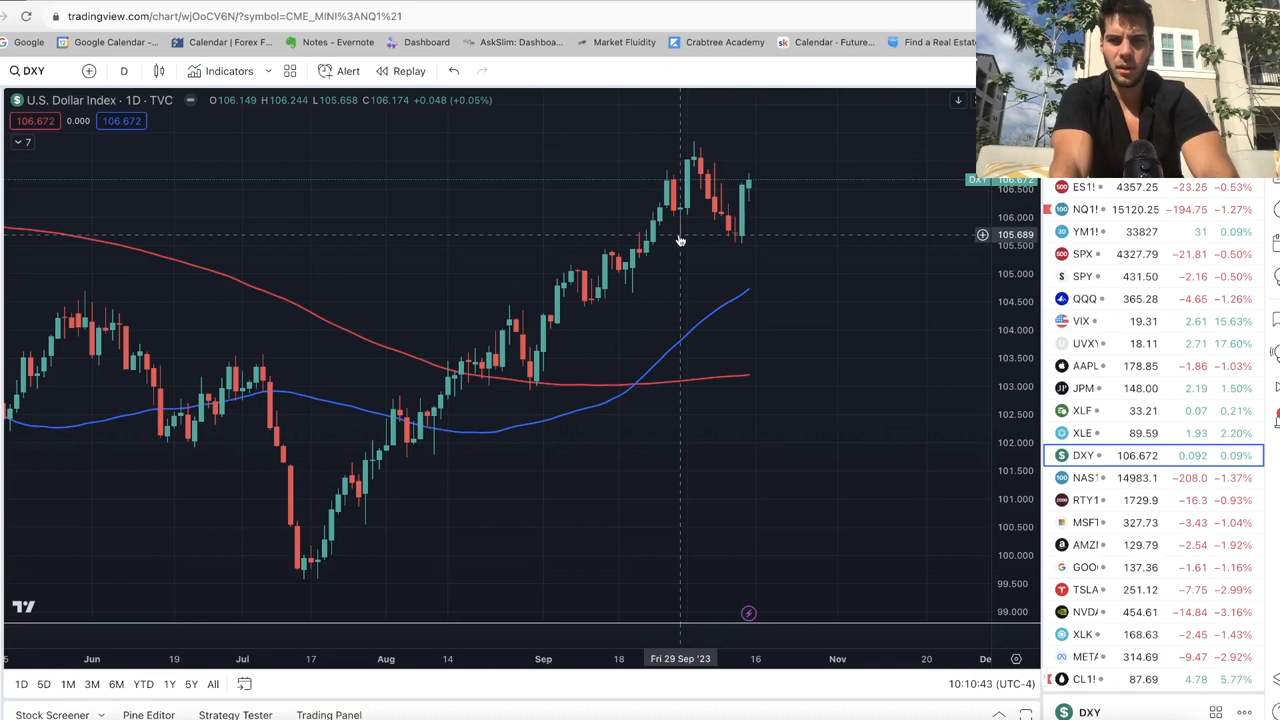 tradingview.com/chart/wjOoCV6N/?symbol=CME_MINI%3ANQ1%21
Google
Google Calendar -...
Calendar | Forex F...
Notes - Evernote
Dashboard
AskSlim: Dashboa...
Market Fluidity
Crabtree Academy
Calendar · Future...
Find a Real Estate
DXY
D
Indicators
Alert
Replay
U.S. Dollar Index · 1D · TVC
O106.149 H106.244 L105.658 C106.174 +0.048 (+0.05%)
106.672 0.000 106.672
7
DXY 106.672
106.500
106.000
105.689
105.500
105.000
104.500
104.000
103.500
103.000
102.500
102.000
101.500
101.000
100.500
100.000
99.500
99.000
Jun 19 Jul 17 Aug 14 Sep 18 Fri 29 Sep '23 16 Nov 20 De
1D 5D 1M 3M 6M YTD 1Y 5Y All
10:10:43 (UTC-4)
Stock Screener
Pine Editor
Strategy Tester
Trading Panel
ES1! 4357.25 −23.25 −0.53%
NQ1! 15120.25 −194.75 −1.27%
YM1! 33827 31 0.09%
SPX 4327.79 −21.81 −0.50%
SPY 431.50 −2.16 −0.50%
QQQ 365.28 −4.65 −1.26%
VIX 19.31 2.61 15.63%
UVXY 18.11 2.71 17.60%
AAPL 178.85 −1.86 −1.03%
JPM 148.00 2.19 1.50%
XLF 33.21 0.07 0.21%
XLE 89.59 1.93 2.20%
DXY 106.672 0.092 0.09%
NAS1 14983.1 −208.0 −1.37%
RTY1 1729.9 −16.3 −0.93%
MSFT 327.73 −3.43 −1.04%
AMZI 129.79 −2.54 −1.92%
GOO 137.36 −1.61 −1.16%
TSLA 251.12 −7.75 −2.99%
NVD 454.61 −14.84 −3.16%
XLK 168.63 −2.45 −1.43%
META 314.69 −9.47 −2.92%
CL1! 87.69 4.78 5.77%
DXY